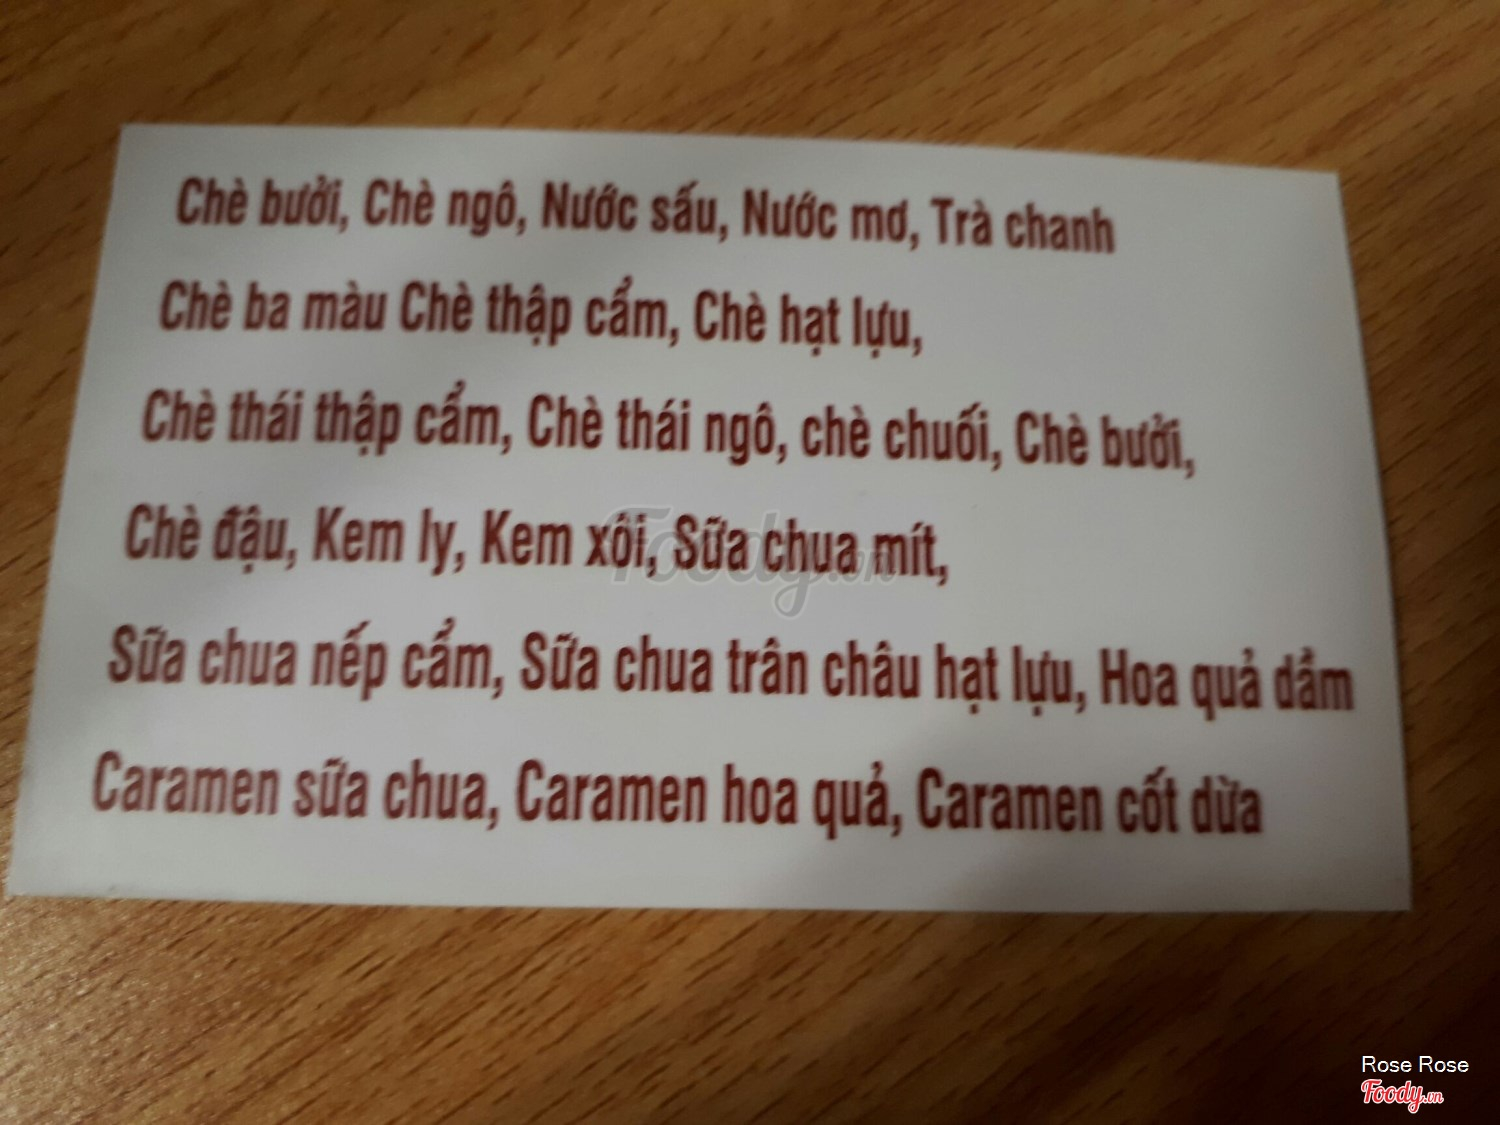 Chè bưởi, Chè ngô, Nước sấu, Nước mơ, Trà chanh
Chè ba màu Chè thập cẩm, Chè hạt lựu,
Chè thái thập cẩm, Chè thái ngô, chè chuối, Chè bưởi,
Chè đậu, Kem ly, Kem xôi, Sữa chua mít,
Sữa chua nếp cẩm, Sữa chua trân châu hạt lựu, Hoa quả dầm
Caramen sữa chua, Caramen hoa quả, Caramen cốt dừa
Foody.vn
Rose Rose
Foody.vn